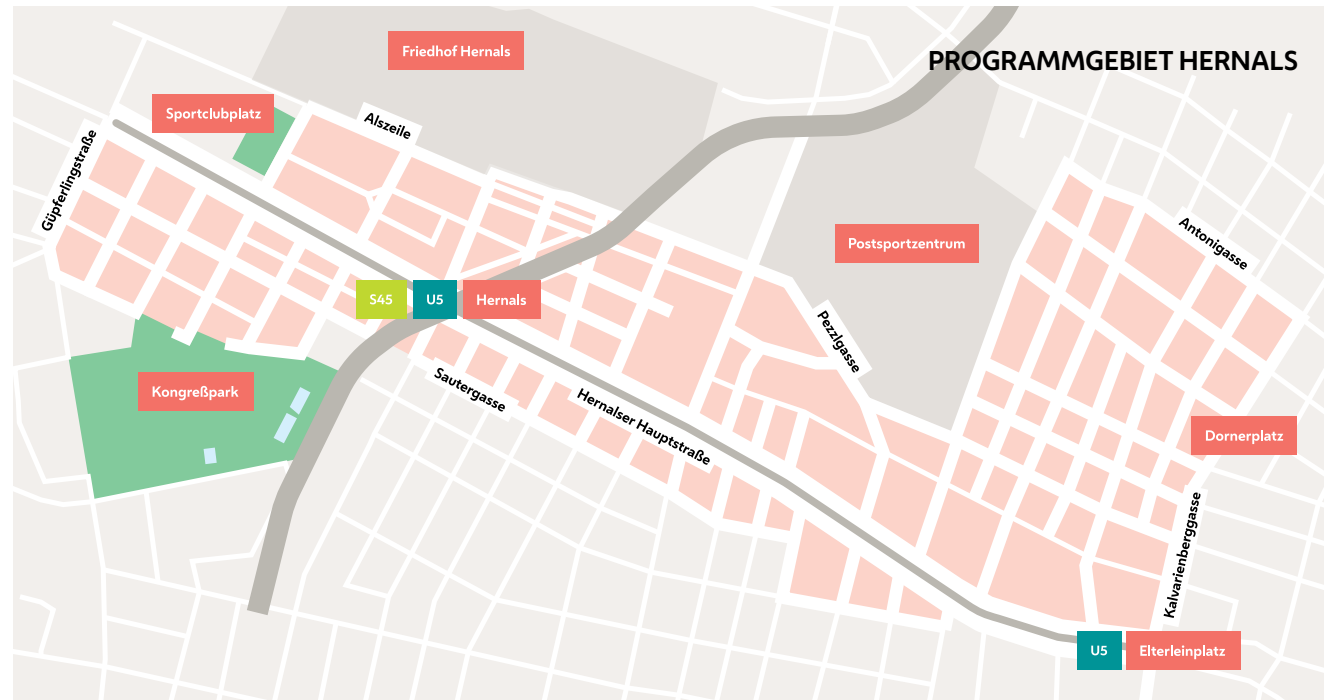 Friedhof Hernals
PROGRAMMGEBIET HERNALS
Sportclubplatz
Alszeile
Güpferlingstraße
Antonigasse
Postsportzentrum
S45
U5
Hernals
Pezzlgasse
Kongreßpark
Sautergasse
Hernalser Hauptstraße
Dornerplatz
Kalvarienberggasse
U5
Elterleinplatz